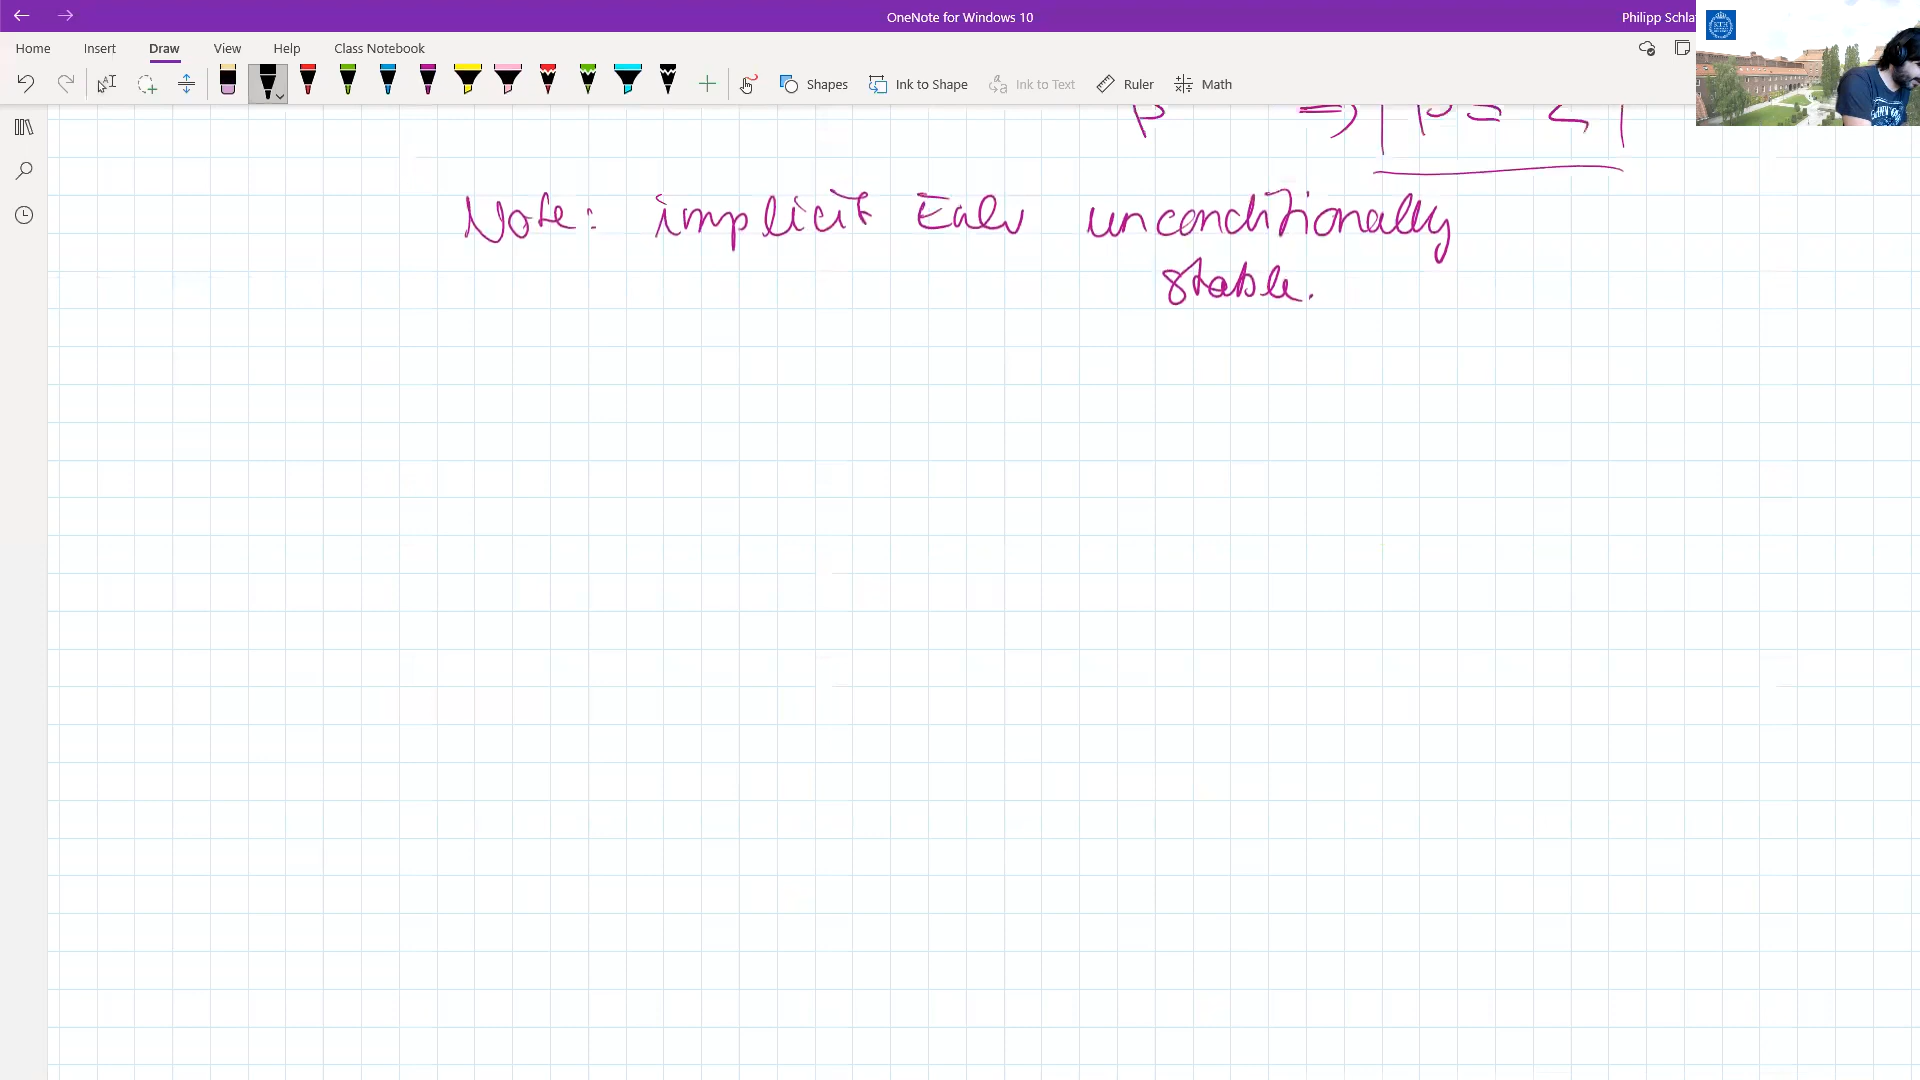 OneNote for Windows 10
Philipp Schla
Home Insert Draw View Help Class Notebook
Shapes Ink to Shape Ink to Text Ruler Math
Note: implicit Euler unconditionally
stable.